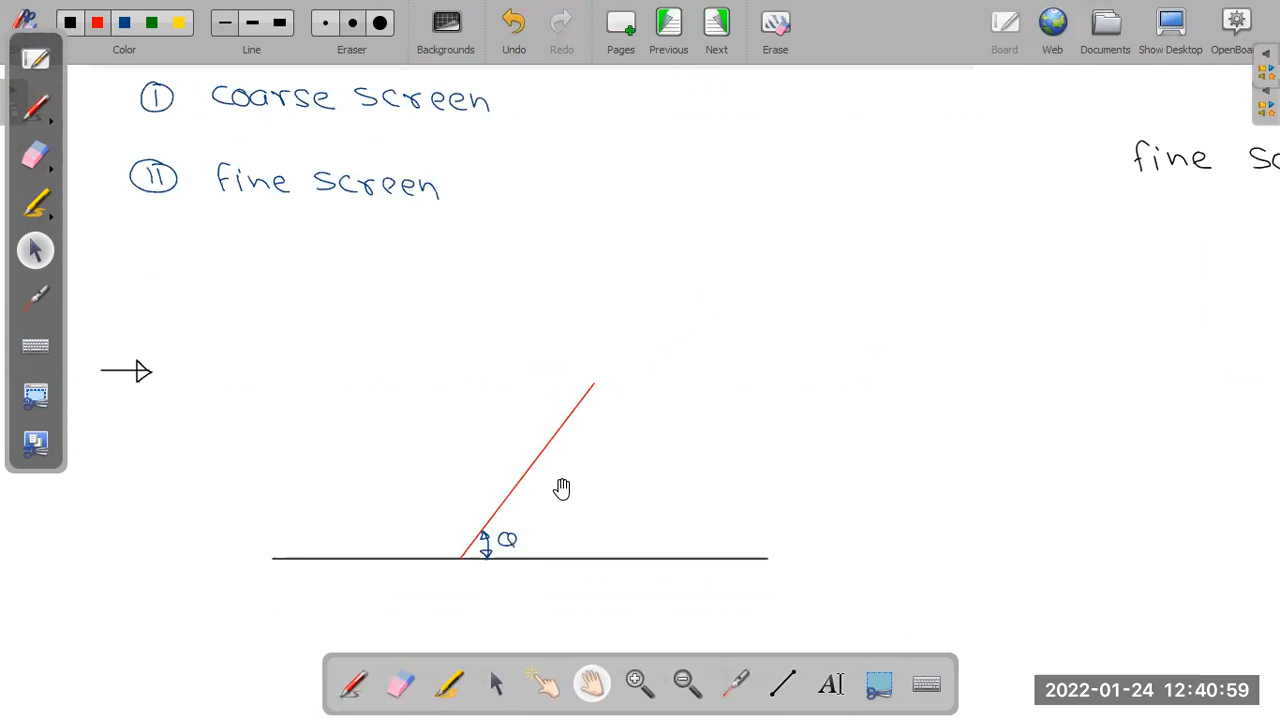 Color
Line
Eraser
Backgrounds
Undo
Redo
Pages
Previous
Next
Erase
Board
Web
Documents
Show Desktop
OpenBoa
I coarse screen
II fine screen
fine sc
θ
2022-01-24 12:40:59